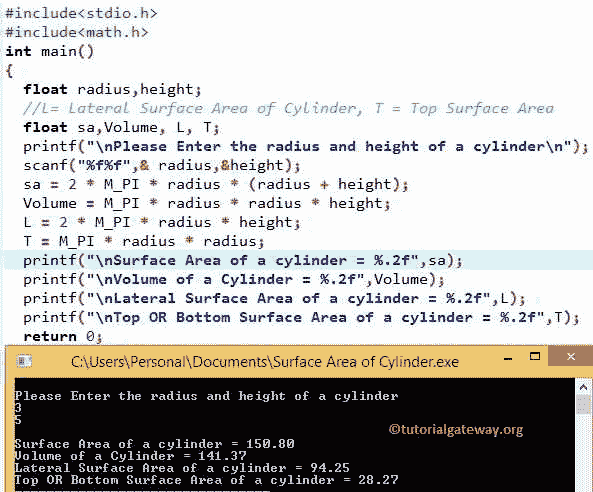 #include<stdio.h>
#include<math.h>
int main()
{
  float radius,height;
  //L= Lateral Surface Area of Cylinder, T = Top Surface Area
  float sa,Volume, L, T;
  printf("\nPlease Enter the radius and height of a cylinder\n");
  scanf("%f%f",& radius,&height);
  sa = 2 * M_PI * radius * (radius + height);
  Volume = M_PI * radius * radius * height;
  L = 2 * M_PI * radius * height;
  T = M_PI * radius * radius;
  printf("\nSurface Area of a cylinder = %.2f",sa);
  printf("\nVolume of a Cylinder = %.2f",Volume);
  printf("\nLateral Surface Area of a cylinder = %.2f",L);
  printf("\nTop OR Bottom Surface Area of a cylinder = %.2f",T);
  return 0;
C:\Users\Personal\Documents\Surface Area of Cylinder.exe
Please Enter the radius and height of a cylinder
3
5
©tutorialgateway.org
Surface Area of a cylinder = 150.80
Volume of a Cylinder = 141.37
Lateral Surface Area of a cylinder = 94.25
Top OR Bottom Surface Area of a cylinder = 28.27